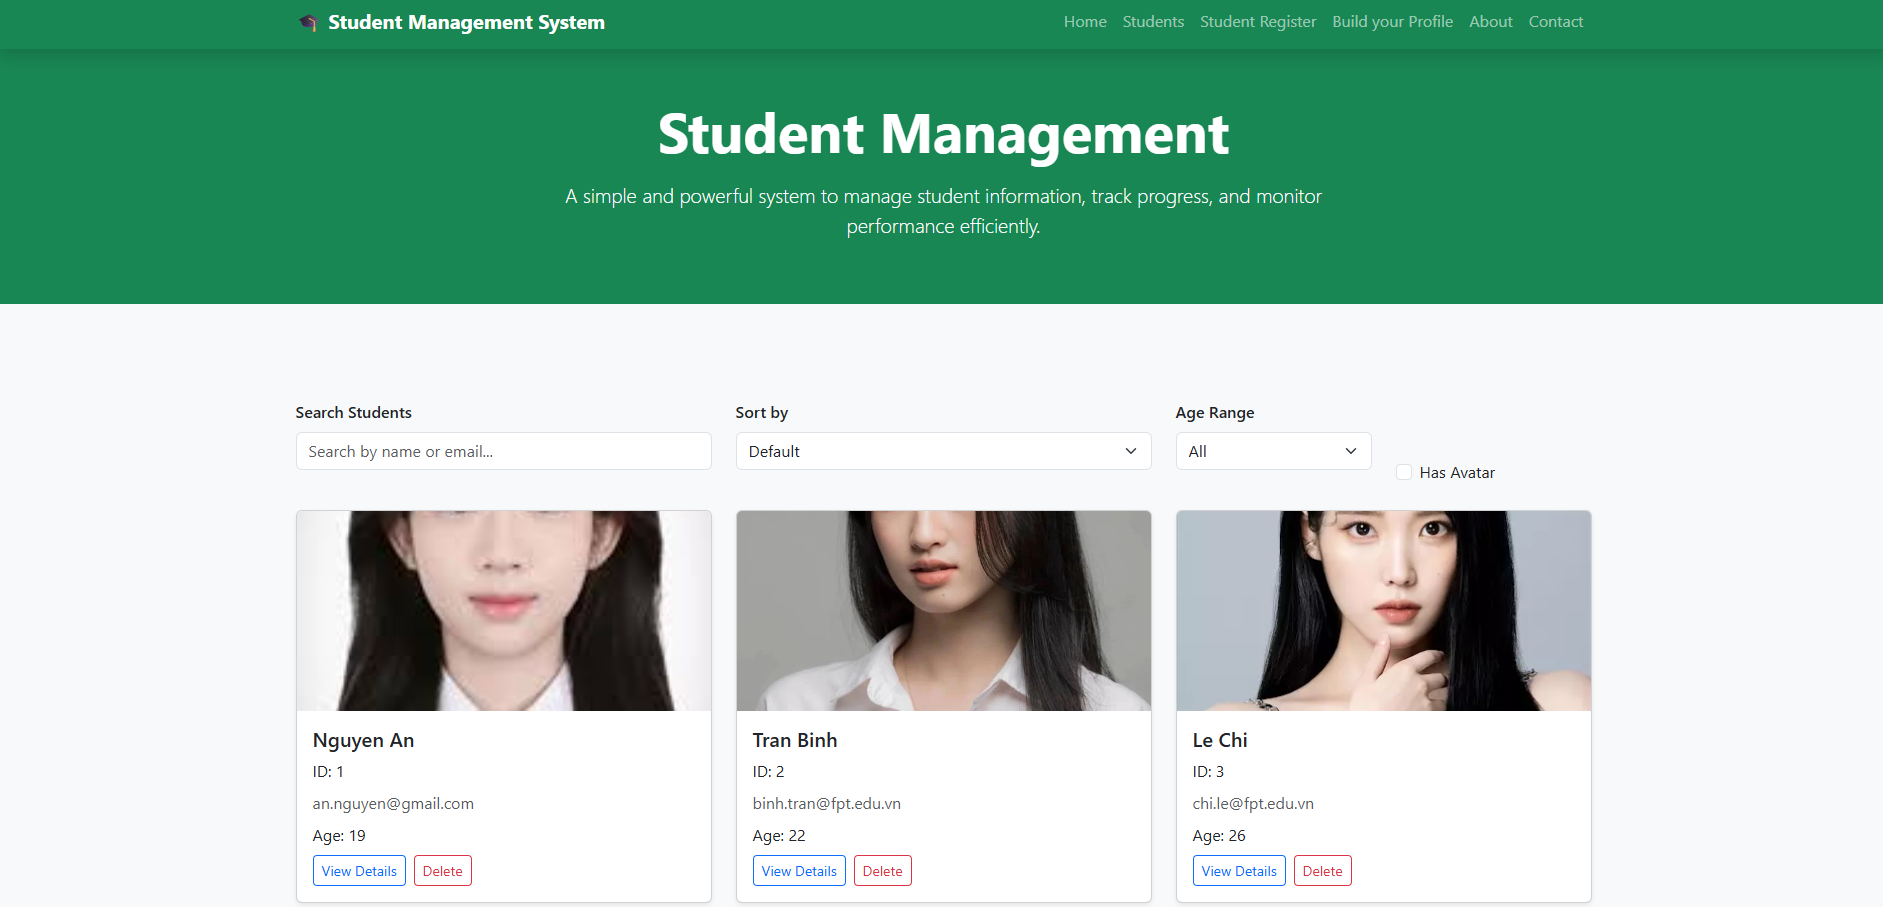 Student Management System
Home Students Student Register Build your Profile About Contact
Student Management
A simple and powerful system to manage student information, track progress, and monitor
performance efficiently.
Search Students
Sort by
Age Range
Search by name or email...
Default
All
Has Avatar
Nguyen An
ID: 1
an.nguyen@gmail.com
Age: 19
View Details Delete
Tran Binh
ID: 2
binh.tran@fpt.edu.vn
Age: 22
View Details Delete
Le Chi
ID: 3
chi.le@fpt.edu.vn
Age: 26
View Details Delete